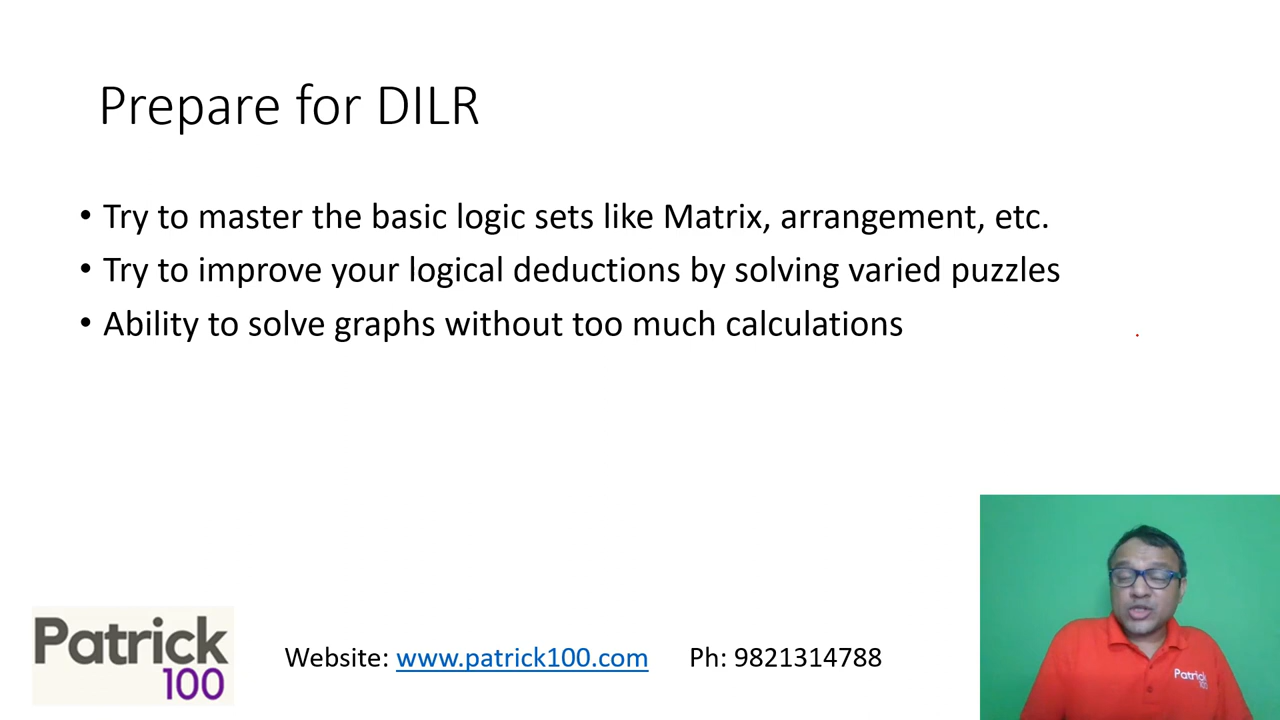 Prepare for DILR
• Try to master the basic logic sets like Matrix, arrangement, etc.
• Try to improve your logical deductions by solving varied puzzles
• Ability to solve graphs without too much calculations
Patrick
100
Website: www.patrick100.com Ph: 9821314788
Patrick
100